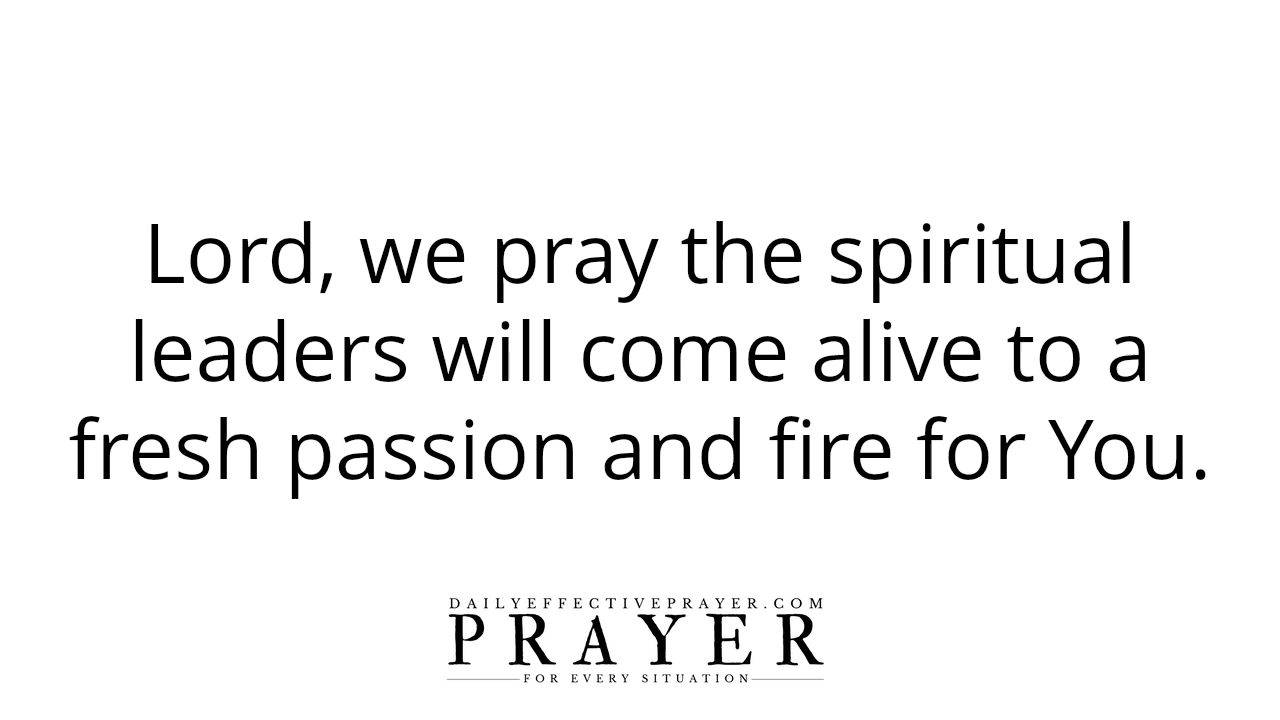 Lord, we pray the spiritual
leaders will come alive to a
fresh passion and fire for You.
DAILYEFFECTIVEPRAYER.COM
PRAYER
FOR EVERY SITUATION